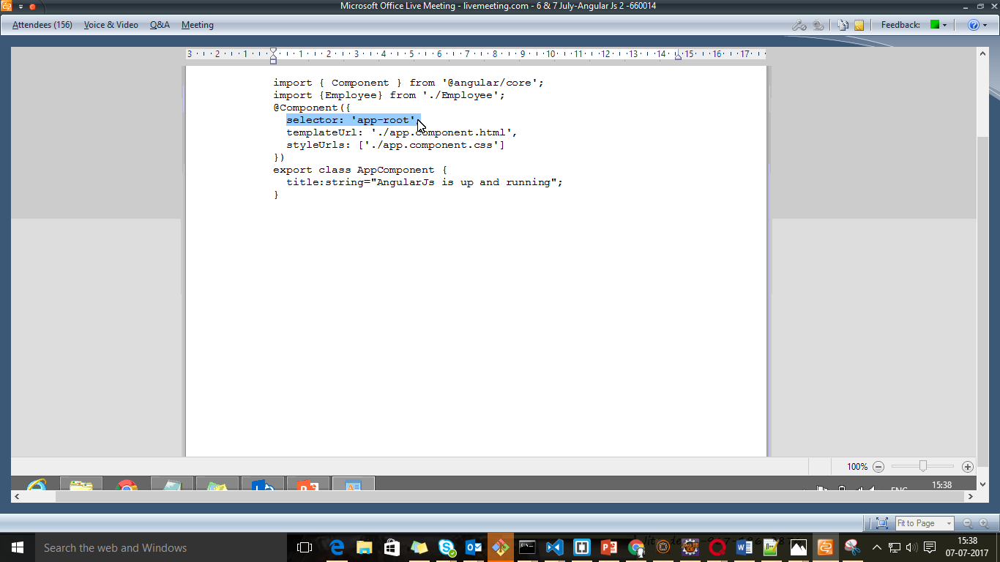 Microsoft Office Live Meeting - livemeeting.com - 6 & 7 July-Angular Js 2 -660014
Attendees (156) Voice & Video Q&A Meeting Feedback:
3 2 1 1 2 3 4 5 6 7 8 9 10 11 12 13 14 15 16 17
import { Component } from '@angular/core';
import {Employee} from './Employee';
@Component({
selector: 'app-root',
templateUrl: './app.component.html',
styleUrls: ['./app.component.css']
})
export class AppComponent {
title:string="AngularJs is up and running";
}
100%
ENG 15:38
Fit to Page
Search the web and Windows
15:38
07-07-2017